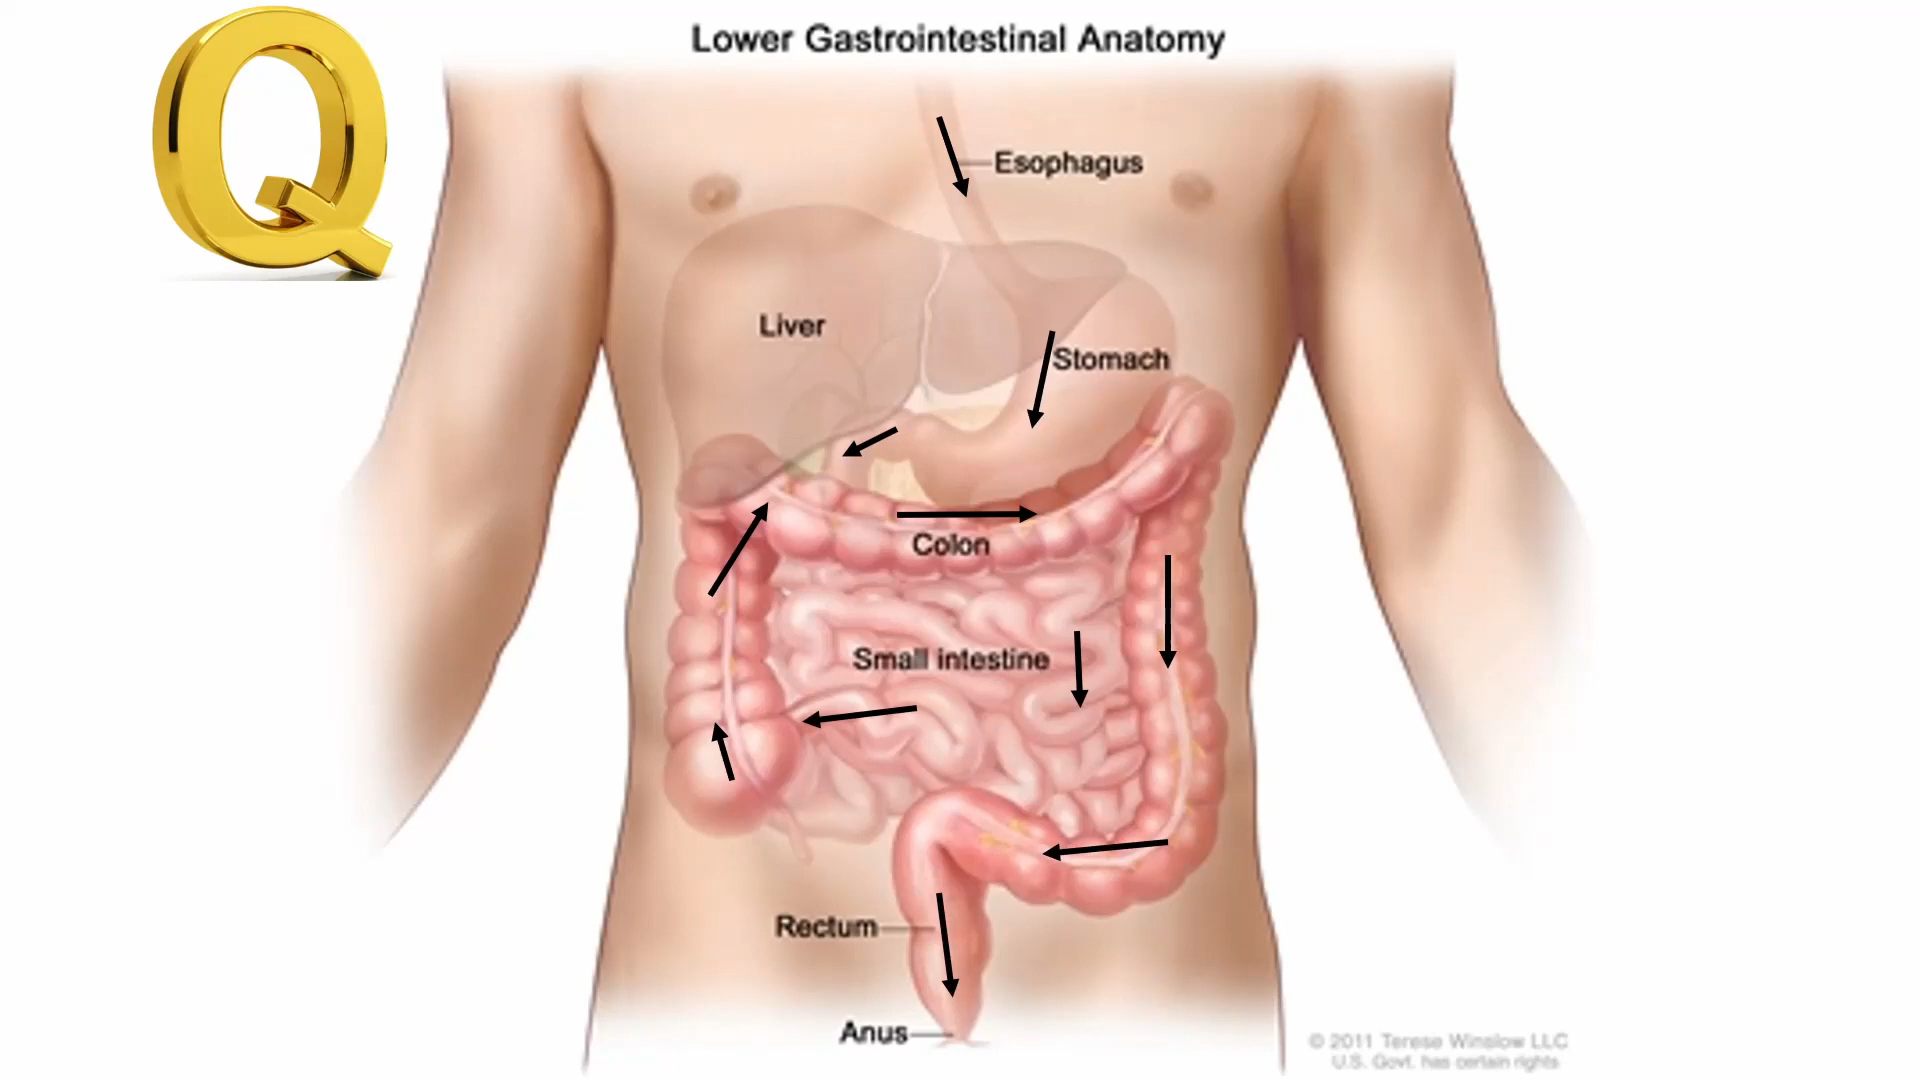 Q
Lower Gastrointestinal Anatomy
Esophagus
Liver
Stomach
Colon
Small intestine
Rectum
Anus
© 2011 Terese Winslow LLC
U.S. Govt. has certain rights